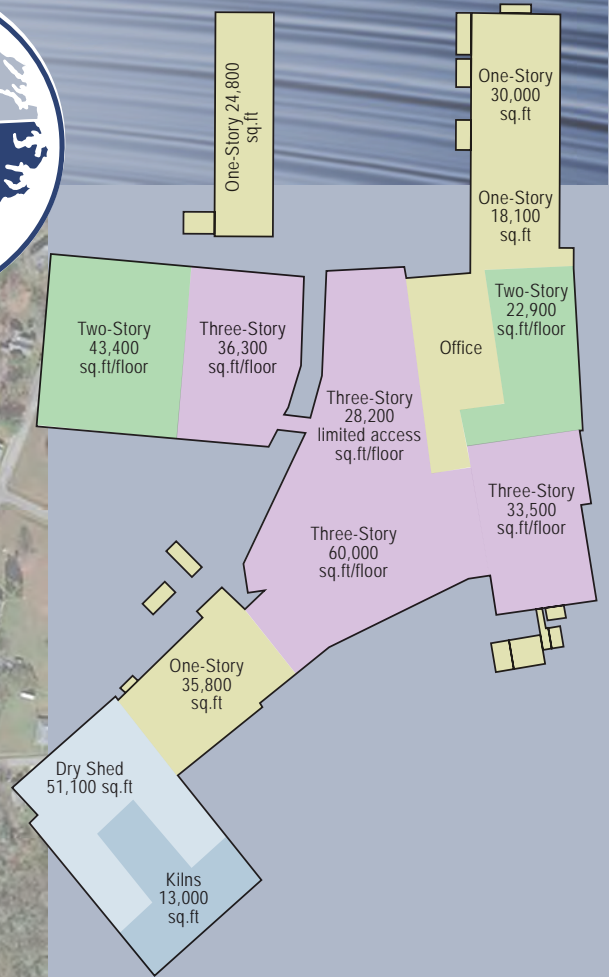 One-Story 24,800
sq.ft
One-Story
30,000
sq.ft
One-Story
18,100
sq.ft
Two-Story
43,400
sq.ft/floor
Three-Story
36,300
sq.ft/floor
Office
Two-Story
22,900
sq.ft/floor
Three-Story
28,200
limited access
sq.ft/floor
Three-Story
33,500
sq.ft/floor
Three-Story
60,000
sq.ft/floor
One-Story
35,800
sq.ft
Dry Shed
51,100 sq.ft
Kilns
13,000
sq.ft